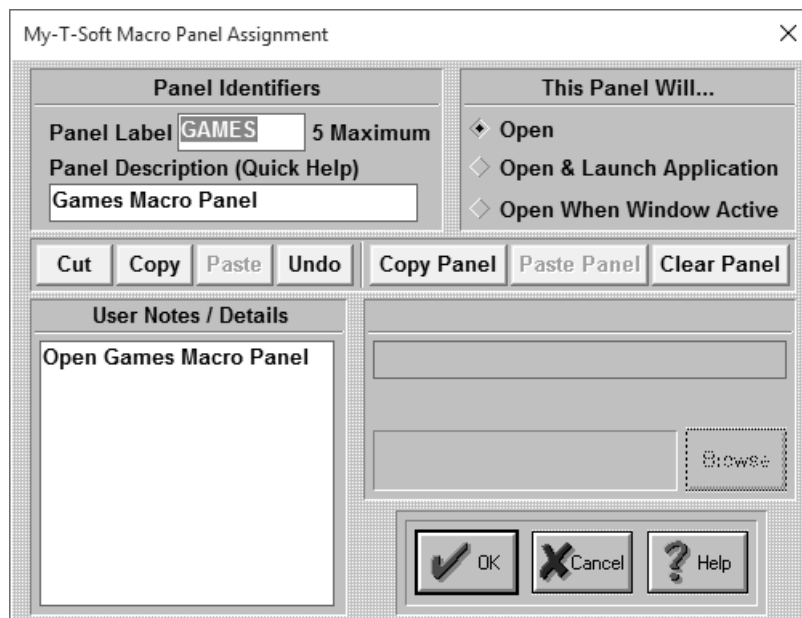 My-T-Soft Macro Panel Assignment
Panel Identifiers
Panel Label GAMES 5 Maximum
Panel Description (Quick Help)
Games Macro Panel
This Panel Will...
Open
Open & Launch Application
Open When Window Active
Cut Copy Paste Undo Copy Panel Paste Panel Clear Panel
User Notes / Details
Open Games Macro Panel
Browse
OK Cancel Help